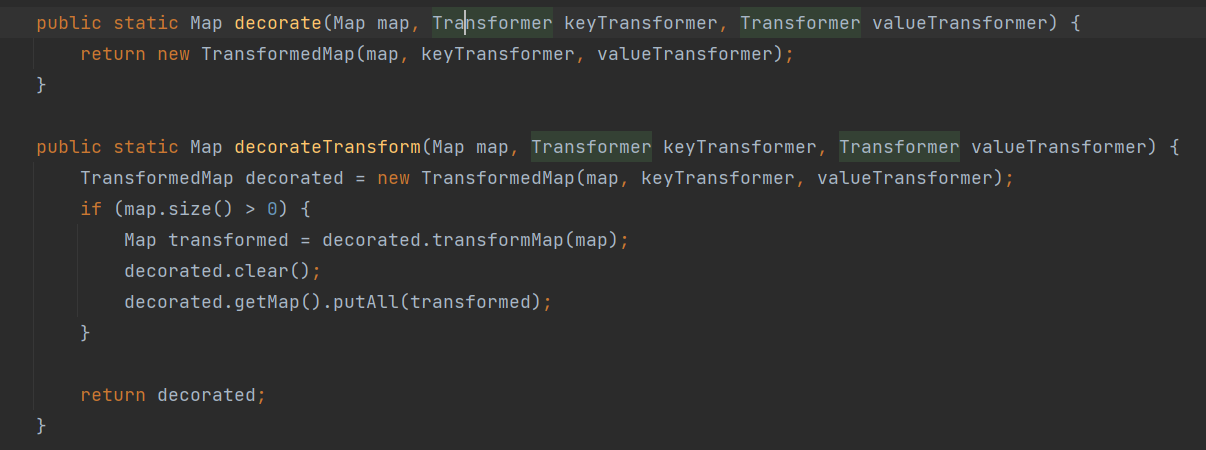 public static Map decorate(Map map, Transformer keyTransformer, Transformer valueTransformer) {
    return new TransformedMap(map, keyTransformer, valueTransformer);
}

public static Map decorateTransform(Map map, Transformer keyTransformer, Transformer valueTransformer) {
    TransformedMap decorated = new TransformedMap(map, keyTransformer, valueTransformer);
    if (map.size() > 0) {
        Map transformed = decorated.transformMap(map);
        decorated.clear();
        decorated.getMap().putAll(transformed);
    }

    return decorated;
}